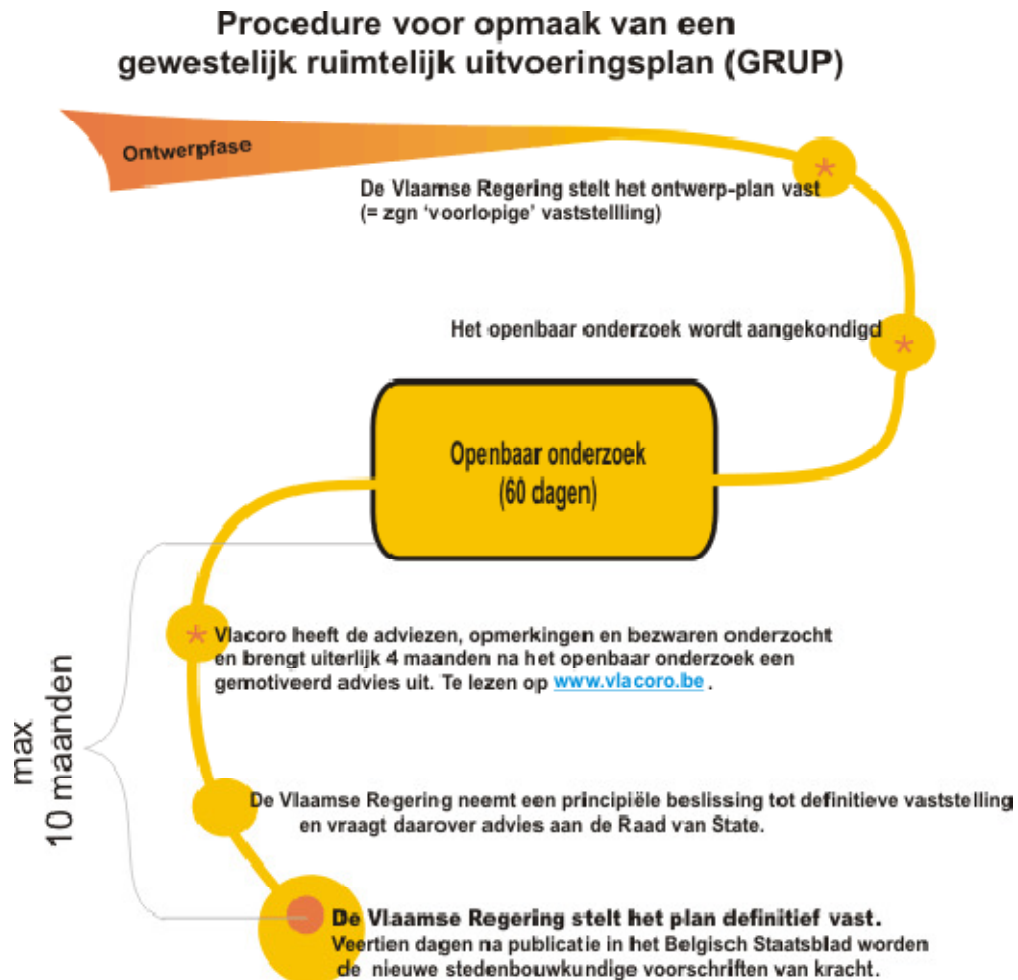 Procedure voor opmaak van een
gewestelijk ruimtelijk uitvoeringsplan (GRUP)
Ontwerpfase
De Vlaamse Regering stelt het ontwerp-plan vast
(= zgn ‘voorlopige’ vaststellling)
Het openbaar onderzoek wordt aangekondigd
Openbaar onderzoek
(60 dagen)
Vlacoro heeft de adviezen, opmerkingen en bezwaren onderzocht
en brengt uiterlijk 4 maanden na het openbaar onderzoek een
gemotiveerd advies uit. Te lezen op www.vlacoro.be .
max
10 maanden
De Vlaamse Regering neemt een principiële beslissing tot definitieve vaststelling
en vraagt daarover advies aan de Raad van State.
De Vlaamse Regering stelt het plan definitief vast.
Veertien dagen na publicatie in het Belgisch Staatsblad worden
de nieuwe stedenbouwkundige voorschriften van kracht.